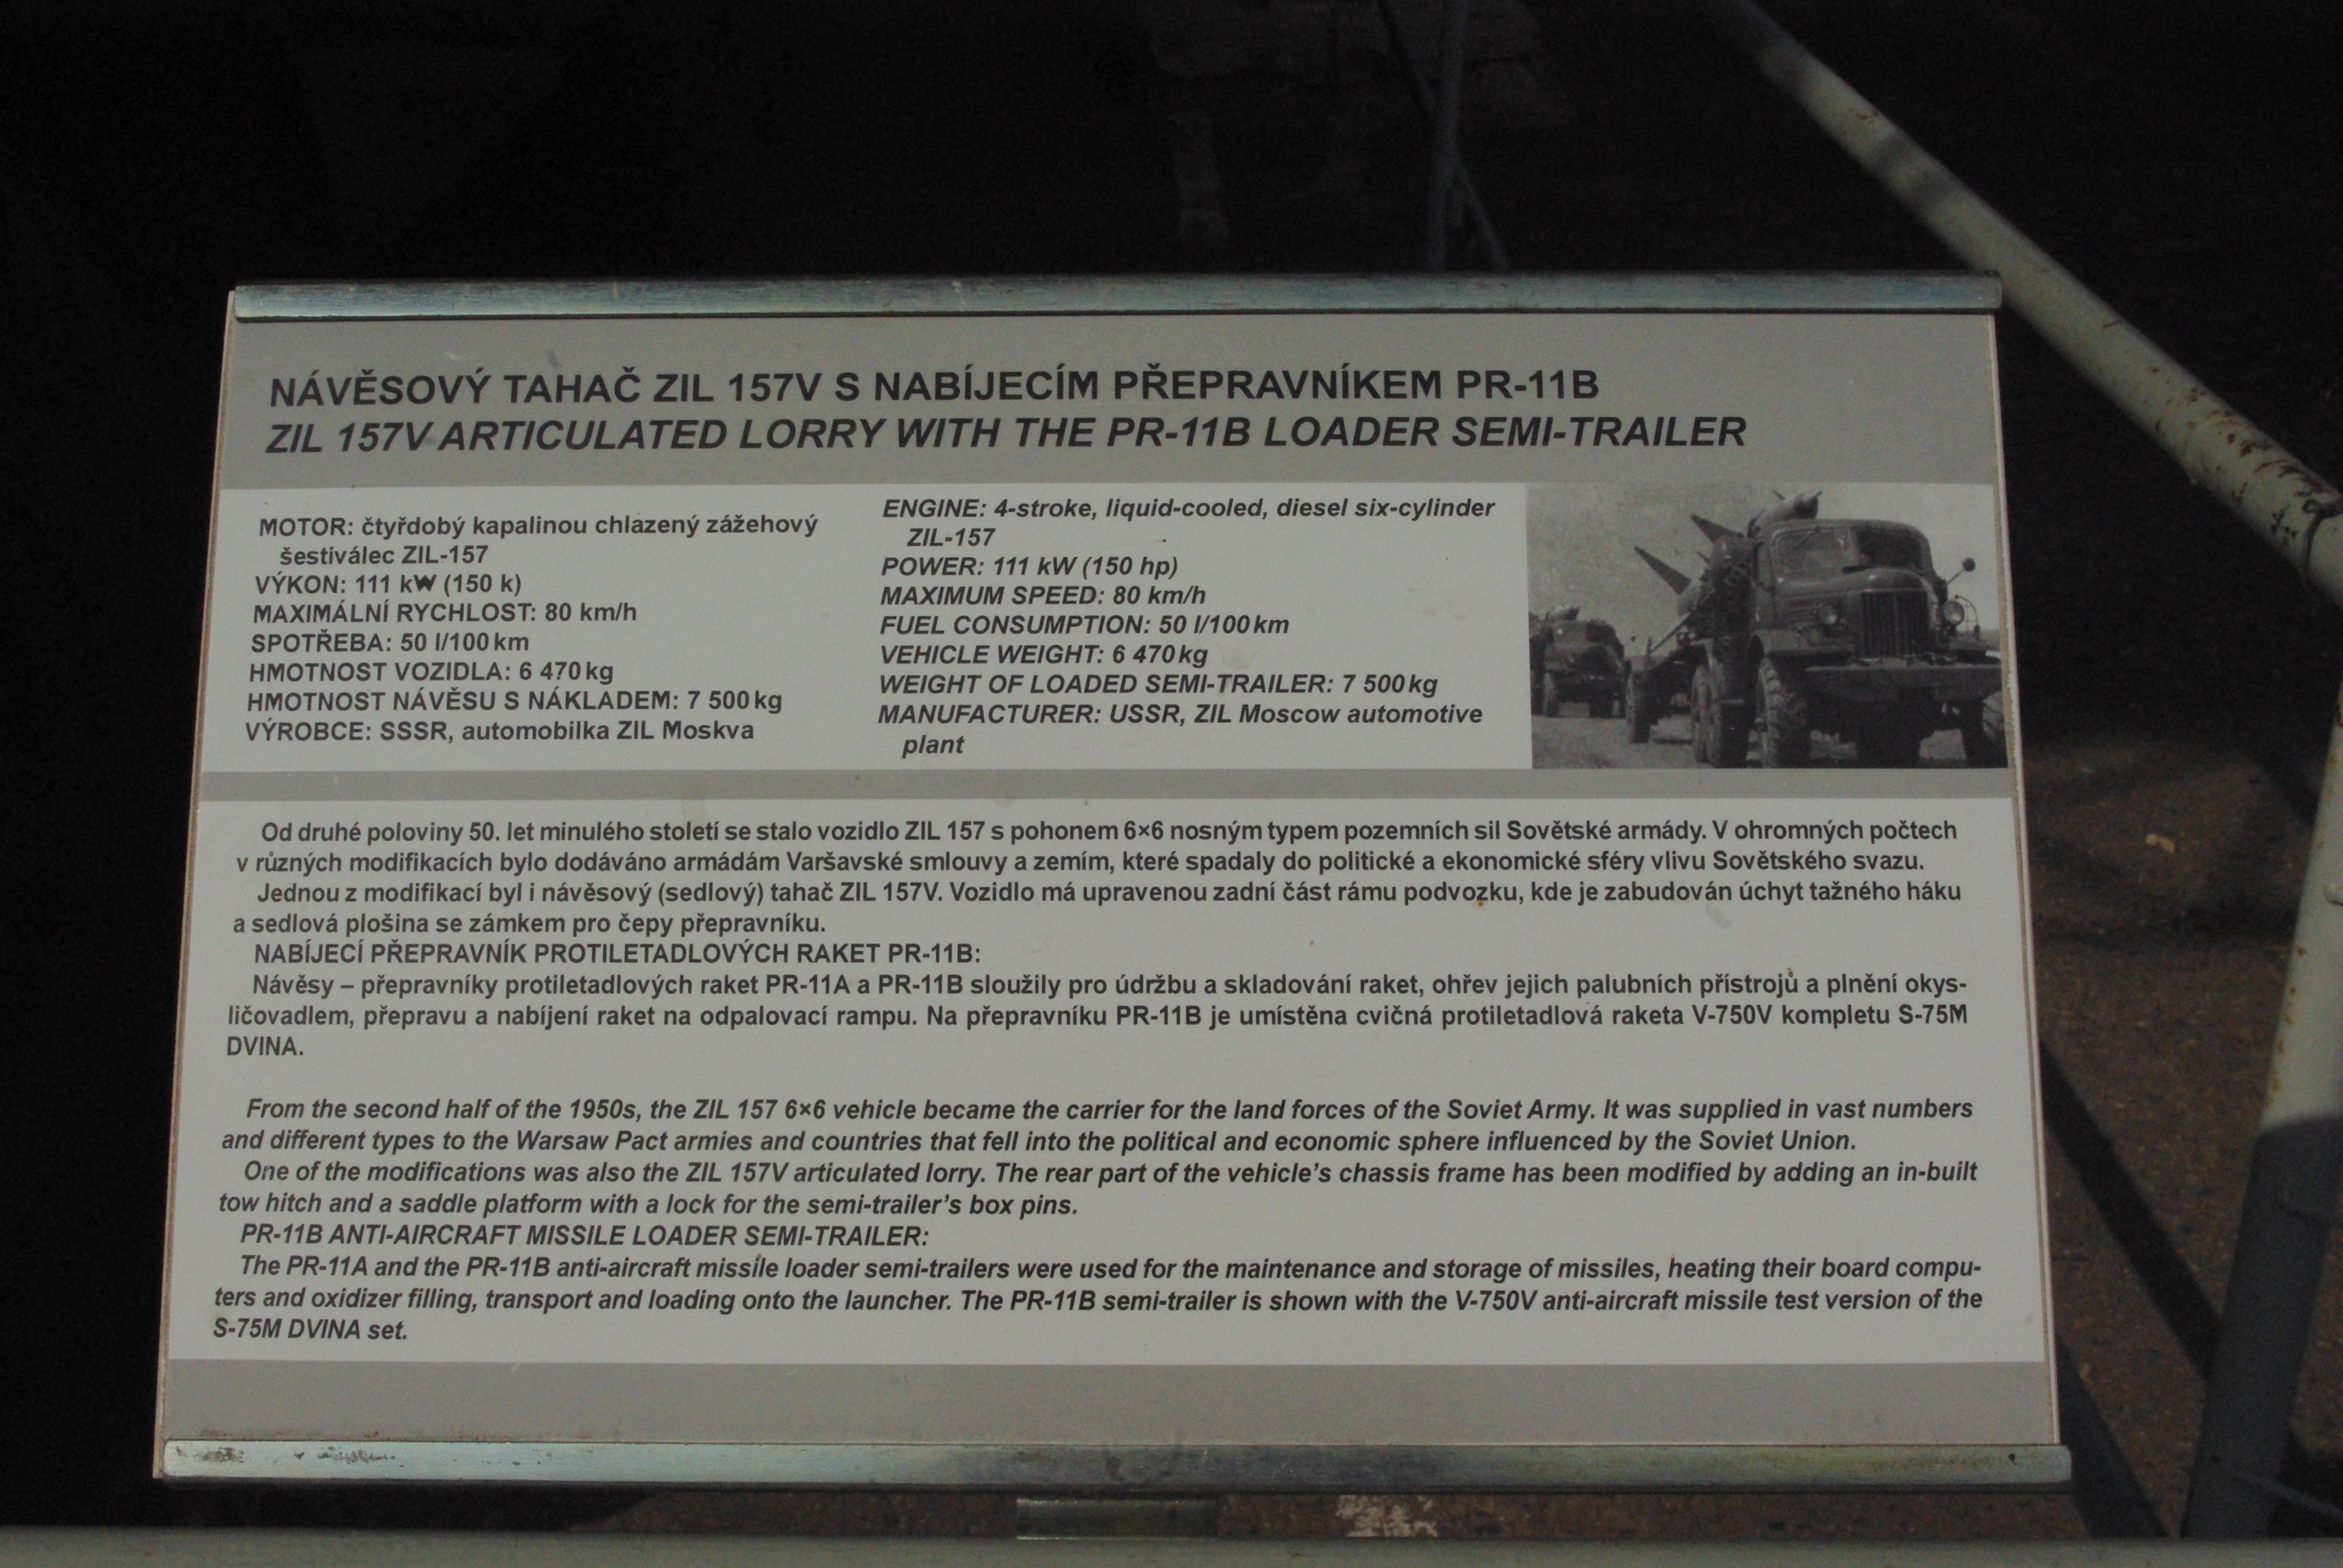 NÁVĚSOVÝ TAHAČ ZIL 157V S NABÍJECÍM PŘEPRAVNÍKEM PR-11B
ZIL 157V ARTICULATED LORRY WITH THE PR-11B LOADER SEMI-TRAILER
MOTOR: čtyřdobý kapalinou chlazený zážehový
šestiválec ZIL-157
VÝKON: 111 kW (150 k)
MAXIMÁLNÍ RYCHLOST: 80 km/h
SPOTŘEBA: 50 l/100 km
HMOTNOST VOZIDLA: 6 470 kg
HMOTNOST NÁVĚSU S NÁKLADEM: 7 500 kg
VÝROBCE: SSSR, automobilka ZIL Moskva
ENGINE: 4-stroke, liquid-cooled, diesel six-cylinder
ZIL-157
POWER: 111 kW (150 hp)
MAXIMUM SPEED: 80 km/h
FUEL CONSUMPTION: 50 l/100 km
VEHICLE WEIGHT: 6 470 kg
WEIGHT OF LOADED SEMI-TRAILER: 7 500 kg
MANUFACTURER: USSR, ZIL Moscow automotive
plant
Od druhé poloviny 50. let minulého století se stalo vozidlo ZIL 157 s pohonem 6×6 nosným typem pozemních sil Sovětské armády. V ohromných počtech
v různých modifikacích bylo dodáváno armádám Varšavské smlouvy a zemím, které spadaly do politické a ekonomické sféry vlivu Sovětského svazu.
Jednou z modifikací byl i návěsový (sedlový) tahač ZIL 157V. Vozidlo má upravenou zadní část rámu podvozku, kde je zabudován úchyt tažného háku
a sedlová plošina se zámkem pro čepy přepravníku.
NABÍJECÍ PŘEPRAVNÍK PROTILETADLOVÝCH RAKET PR-11B:
Návěsy – přepravníky protiletadlových raket PR-11A a PR-11B sloužily pro údržbu a skladování raket, ohřev jejich palubních přístrojů a plnění okys-
ličovadlem, přepravu a nabíjení raket na odpalovací rampu. Na přepravníku PR-11B je umístěna cvičná protiletadlová raketa V-750V kompletu S-75M
DVINA.
From the second half of the 1950s, the ZIL 157 6×6 vehicle became the carrier for the land forces of the Soviet Army. It was supplied in vast numbers
and different types to the Warsaw Pact armies and countries that fell into the political and economic sphere influenced by the Soviet Union.
One of the modifications was also the ZIL 157V articulated lorry. The rear part of the vehicle's chassis frame has been modified by adding an in-built
tow hitch and a saddle platform with a lock for the semi-trailer's box pins.
PR-11B ANTI-AIRCRAFT MISSILE LOADER SEMI-TRAILER:
The PR-11A and the PR-11B anti-aircraft missile loader semi-trailers were used for the maintenance and storage of missiles, heating their board compu-
ters and oxidizer filling, transport and loading onto the launcher. The PR-11B semi-trailer is shown with the V-750V anti-aircraft missile test version of the
S-75M DVINA set.